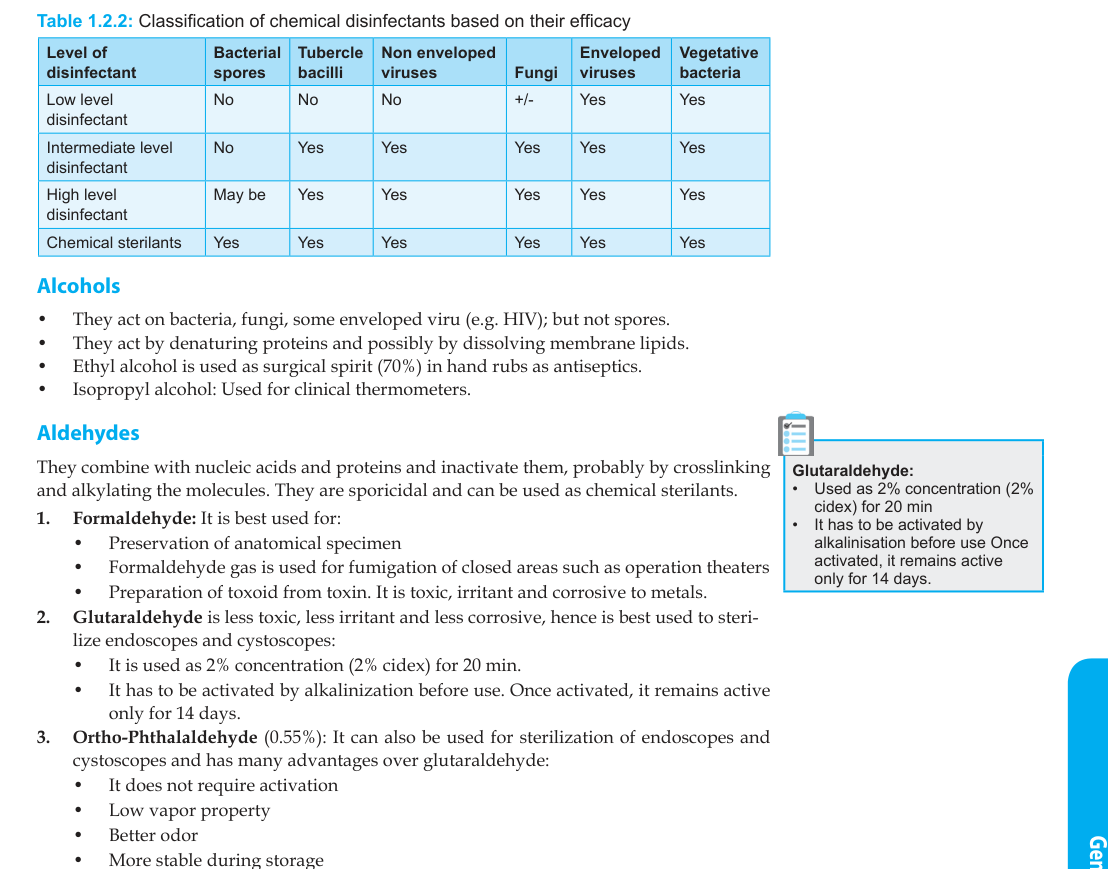 Table 1.2.2: Classification of chemical disinfectants based on their efficacy
Level of disinfectant | Bacterial spores | Tubercle bacilli | Non enveloped viruses | Fungi | Enveloped viruses | Vegetative bacteria
Low level disinfectant | No | No | No | +/- | Yes | Yes
Intermediate level disinfectant | No | Yes | Yes | Yes | Yes | Yes
High level disinfectant | May be | Yes | Yes | Yes | Yes | Yes
Chemical sterilants | Yes | Yes | Yes | Yes | Yes | Yes
Alcohols
• They act on bacteria, fungi, some enveloped viru (e.g. HIV); but not spores.
• They act by denaturing proteins and possibly by dissolving membrane lipids.
• Ethyl alcohol is used as surgical spirit (70%) in hand rubs as antiseptics.
• Isopropyl alcohol: Used for clinical thermometers.
Aldehydes
They combine with nucleic acids and proteins and inactivate them, probably by crosslinking
and alkylating the molecules. They are sporicidal and can be used as chemical sterilants.
1. Formaldehyde: It is best used for:
• Preservation of anatomical specimen
• Formaldehyde gas is used for fumigation of closed areas such as operation theaters
• Preparation of toxoid from toxin. It is toxic, irritant and corrosive to metals.
2. Glutaraldehyde is less toxic, less irritant and less corrosive, hence is best used to steri-
lize endoscopes and cystoscopes:
• It is used as 2% concentration (2% cidex) for 20 min.
• It has to be activated by alkalinization before use. Once activated, it remains active
only for 14 days.
3. Ortho-Phthalaldehyde (0.55%): It can also be used for sterilization of endoscopes and
cystoscopes and has many advantages over glutaraldehyde:
• It does not require activation
• Low vapor property
• Better odor
• More stable during storage
Glutaraldehyde:
• Used as 2% concentration (2%
cidex) for 20 min
• It has to be activated by
alkalinisation before use Once
activated, it remains active
only for 14 days.
Gen